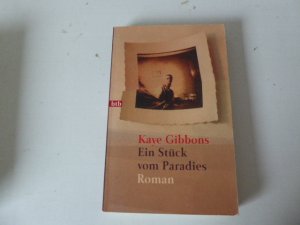 btb
Kaye Gibbons
Ein Stück
vom Paradies
Roman